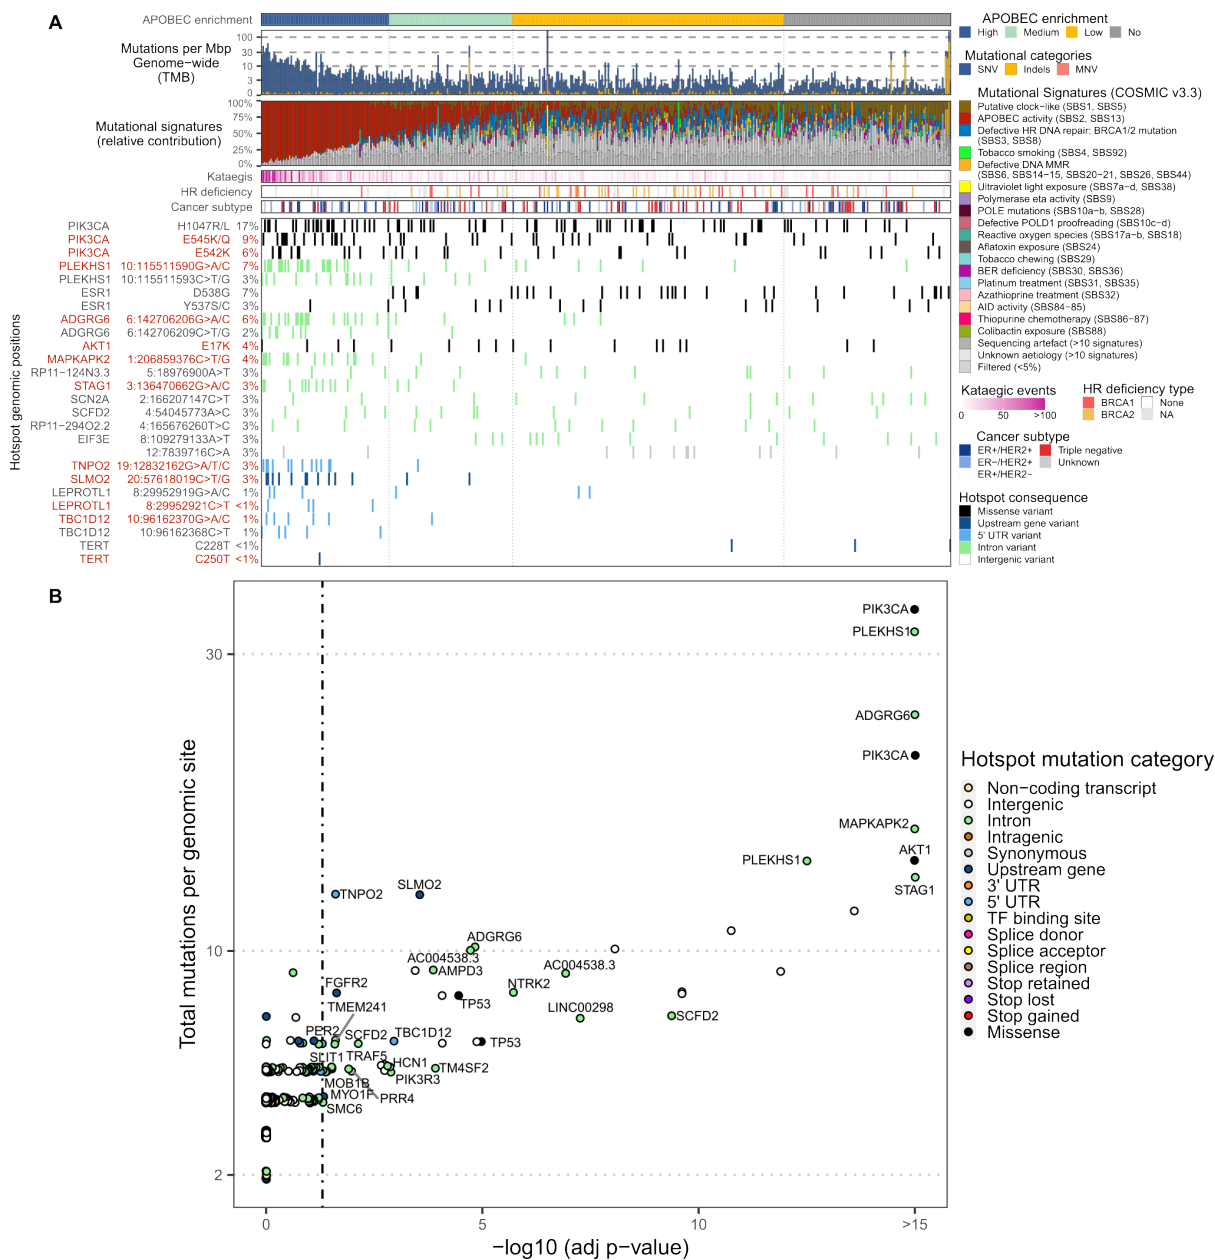 A
APOBEC enrichment
Mutations per Mbp
Genome-wide
(TMB)
100
30
10
3
0
Mutational signatures
(relative contribution)
100%
75%
50%
25%
0%
Kataegis
HR deficiency
Cancer subtype
Hotspot genomic positions
PIK3CA H1047R/L 17%
PIK3CA E545K/Q 9%
PIK3CA E542K 6%
PLEKHS1 10:115511590G>A/C 7%
PLEKHS1 10:115511593C>T/G 3%
ESR1 D538G 7%
ESR1 Y537S/C 3%
ADGRG6 6:142706206G>A/C 6%
ADGRG6 6:142706209C>T/G 2%
AKT1 E17K 4%
MAPKAPK2 1:206859376C>T/G 4%
RP11-124N3.3 5:18976900A>T 3%
STAG1 3:136470662G>A/C 3%
SCN2A 2:166207147C>T 3%
SCFD2 4:54045773A>C 3%
RP11-294O2.2 4:165676260T>C 3%
EIF3E 8:109279133A>T 3%
12:7839716C>A 3%
TNPO2 19:12832162G>A/T/C 3%
SLMO2 20:57618019C>T/G 3%
LEPROTL1 8:29952919G>A/C 1%
LEPROTL1 8:29952921C>T <1%
TBC1D12 10:96162370G>A/C 1%
TBC1D12 10:96162368C>T 1%
TERT C228T <1%
TERT C250T <1%
APOBEC enrichment
High Medium Low No
Mutational categories
SNV Indels MNV
Mutational Signatures (COSMIC v3.3)
Putative clock-like (SBS1, SBS5)
APOBEC activity (SBS2, SBS13)
Defective HR DNA repair: BRCA1/2 mutation
(SBS3, SBS8)
Tobacco smoking (SBS4, SBS92)
Defective DNA MMR
(SBS6, SBS14-15, SBS20-21, SBS26, SBS44)
Ultraviolet light exposure (SBS7a-d, SBS38)
Polymerase eta activity (SBS9)
POLE mutations (SBS10a-b, SBS28)
Defective POLD1 proofreading (SBS10c-d)
Reactive oxygen species (SBS17a-b, SBS18)
Aflatoxin exposure (SBS24)
Tobacco chewing (SBS29)
BER deficiency (SBS30, SBS36)
Platinum treatment (SBS31, SBS35)
Azathioprine treatment (SBS32)
AID activity (SBS84-85)
Thiopurine chemotherapy (SBS86-87)
Colibactin exposure (SBS88)
Sequencing artefact (>10 signatures)
Unknown aetiology (>10 signatures)
Filtered (<5%)
Kataegic events
0 50 >100
HR deficiency type
BRCA1 None
BRCA2 NA
Cancer subtype
ER+/HER2+ Triple negative
ER-/HER2+ Unknown
ER+/HER2-
Hotspot consequence
Missense variant
Upstream gene variant
5' UTR variant
Intron variant
Intergenic variant
B
Total mutations per genomic site
30
10
2
PIK3CA
PLEKHS1
ADGRG6
PIK3CA
MAPKAPK2
AKT1
PLEKHS1
STAG1
SLMO2
TNPO2
ADGRG6
AC004538.3
AMPD3
AC004538.3
FGFR2
NTRK2
TP53
TMEM241
LINC00298
SCFD2
PER2
SCFD2
TBC1D12
TP53
SLIT1
TRAF5
HCN1
TM4SF2
MOB1B
PIK3R3
MYO1F
PRR4
SMC6
0 5 10 >15
-log10 (adj p-value)
Hotspot mutation category
Non-coding transcript
Intergenic
Intron
Intragenic
Synonymous
Upstream gene
3' UTR
5' UTR
TF binding site
Splice donor
Splice acceptor
Splice region
Stop retained
Stop lost
Stop gained
Missense